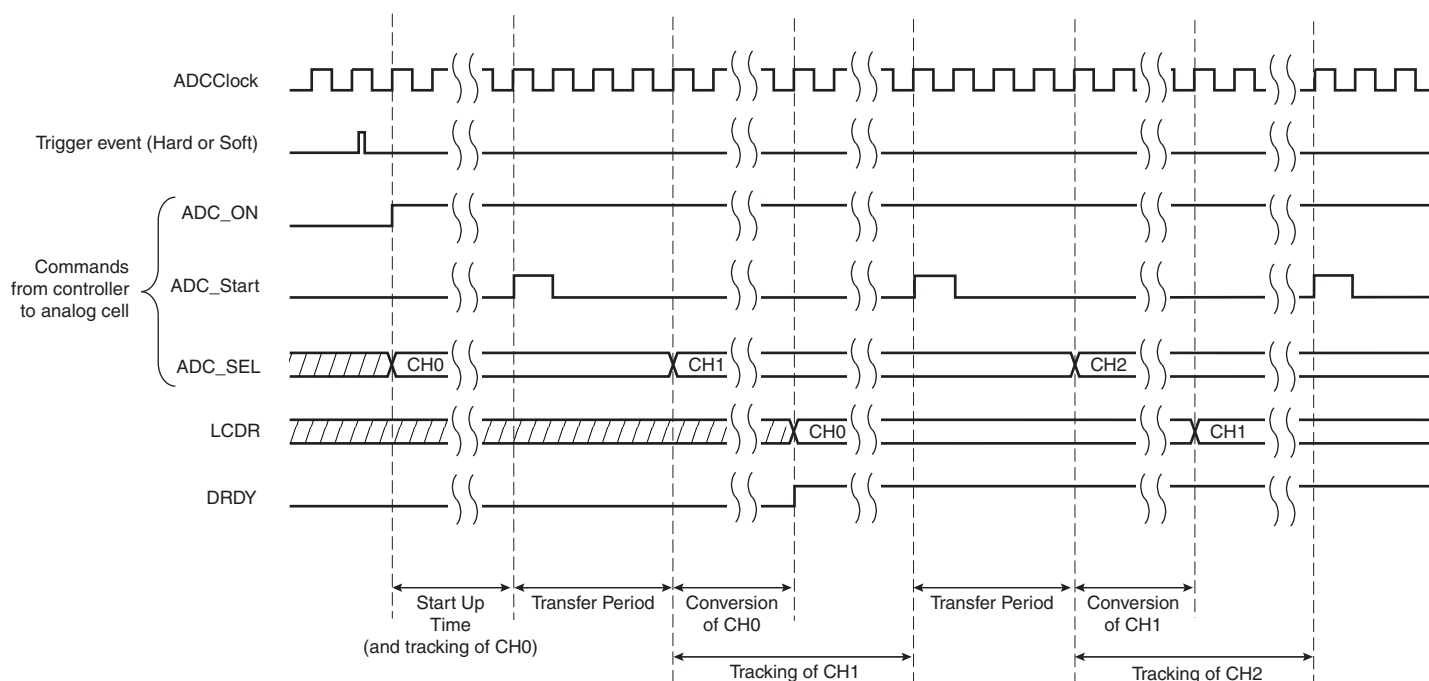 ADCClock
Trigger event (Hard or Soft)
ADC_ON
Commands
from controller
to analog cell
ADC_Start
ADC_SEL
CH0
CH1
CH2
LCDR
CH0
CH1
DRDY
Start Up
Time
(and tracking of CH0)
Transfer Period
Conversion
of CH0
Transfer Period
Conversion
of CH1
Tracking of CH1
Tracking of CH2